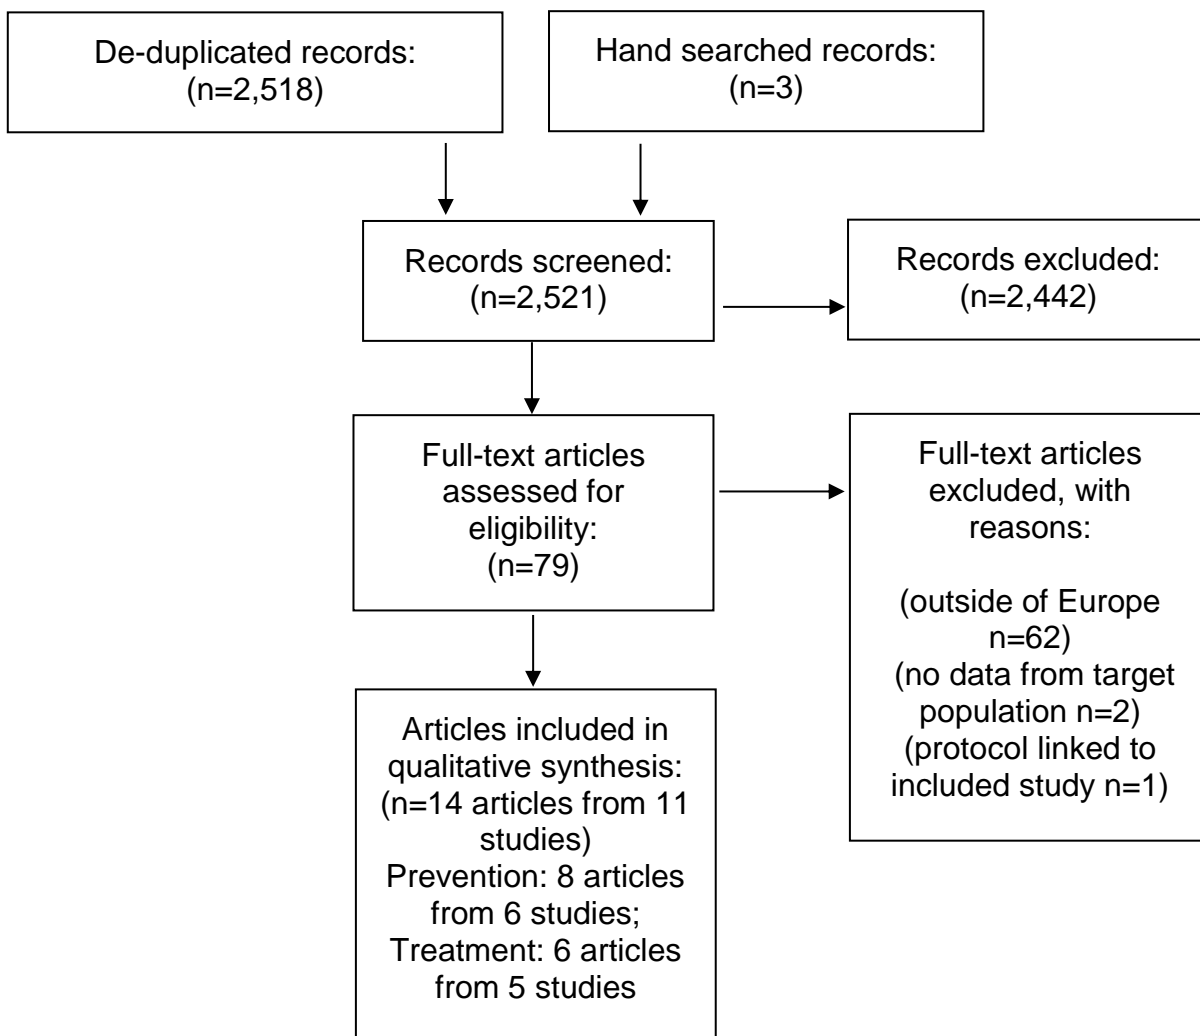 De-duplicated records:
(n=2,518)
Hand searched records:
(n=3)
Records screened:
(n=2,521)
Records excluded:
(n=2,442)
Full-text articles
assessed for
eligibility:
(n=79)
Full-text articles
excluded, with
reasons:
(outside of Europe
n=62)
(no data from target
population n=2)
(protocol linked to
included study n=1)
Articles included in
qualitative synthesis:
(n=14 articles from 11
studies)
Prevention: 8 articles
from 6 studies;
Treatment: 6 articles
from 5 studies